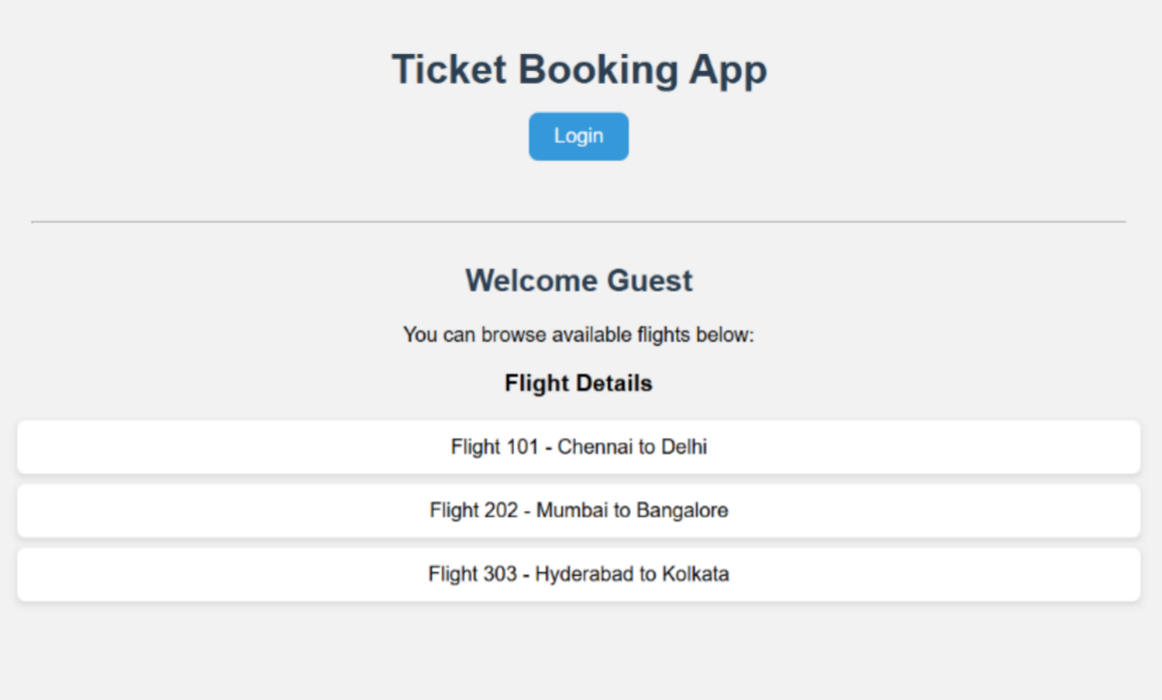 Ticket Booking App
Login
Welcome Guest
You can browse available flights below:
Flight Details
Flight 101 - Chennai to Delhi
Flight 202 - Mumbai to Bangalore
Flight 303 - Hyderabad to Kolkata